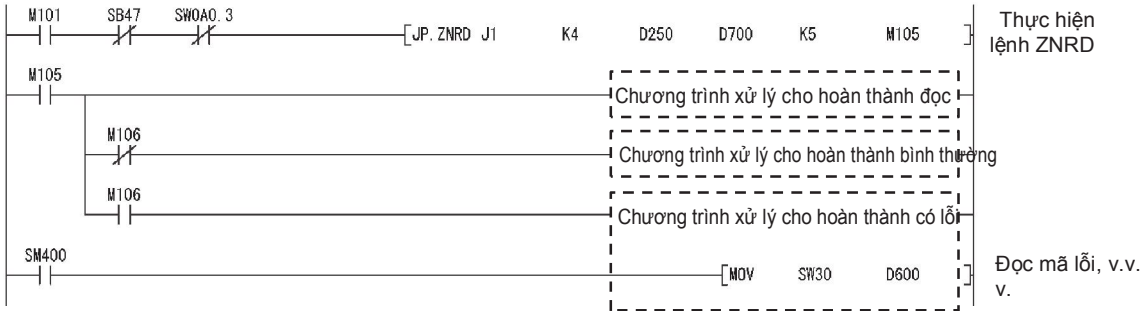 M101 SB47 SW0A0.3
[JP.ZNRD J1 K4 D250 D700 K5 M105 ]
Thực hiện
lệnh ZNRD
M105
Chương trình xử lý cho hoàn thành đọc
M106
Chương trình xử lý cho hoàn thành bình thường
M106
Chương trình xử lý cho hoàn thành có lỗi
SM400
[MOV SW30 D600 ]
Đọc mã lỗi, v.v.
v.